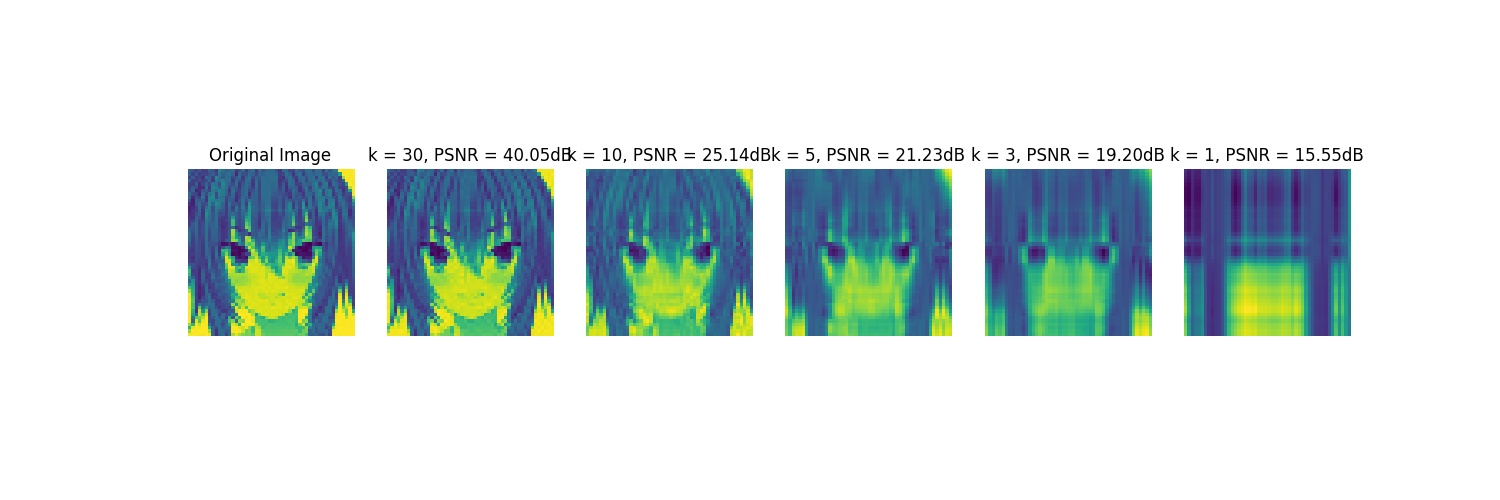 Original Image
k = 30, PSNR = 40.05dB
k = 10, PSNR = 25.14dB
k = 5, PSNR = 21.23dB
k = 3, PSNR = 19.20dB
k = 1, PSNR = 15.55dB